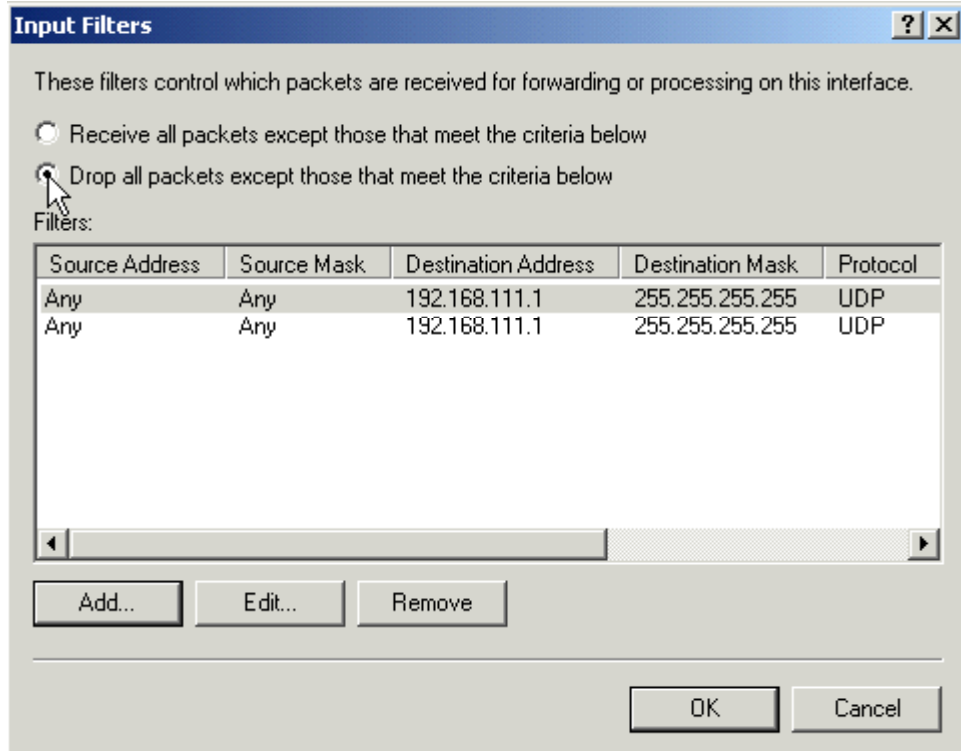 Input Filters
These filters control which packets are received for forwarding or processing on this interface.
Receive all packets except those that meet the criteria below
Drop all packets except those that meet the criteria below
Filters:
Source Address Source Mask Destination Address Destination Mask Protocol
Any Any 192.168.111.1 255.255.255.255 UDP
Any Any 192.168.111.1 255.255.255.255 UDP
Add... Edit... Remove
OK Cancel